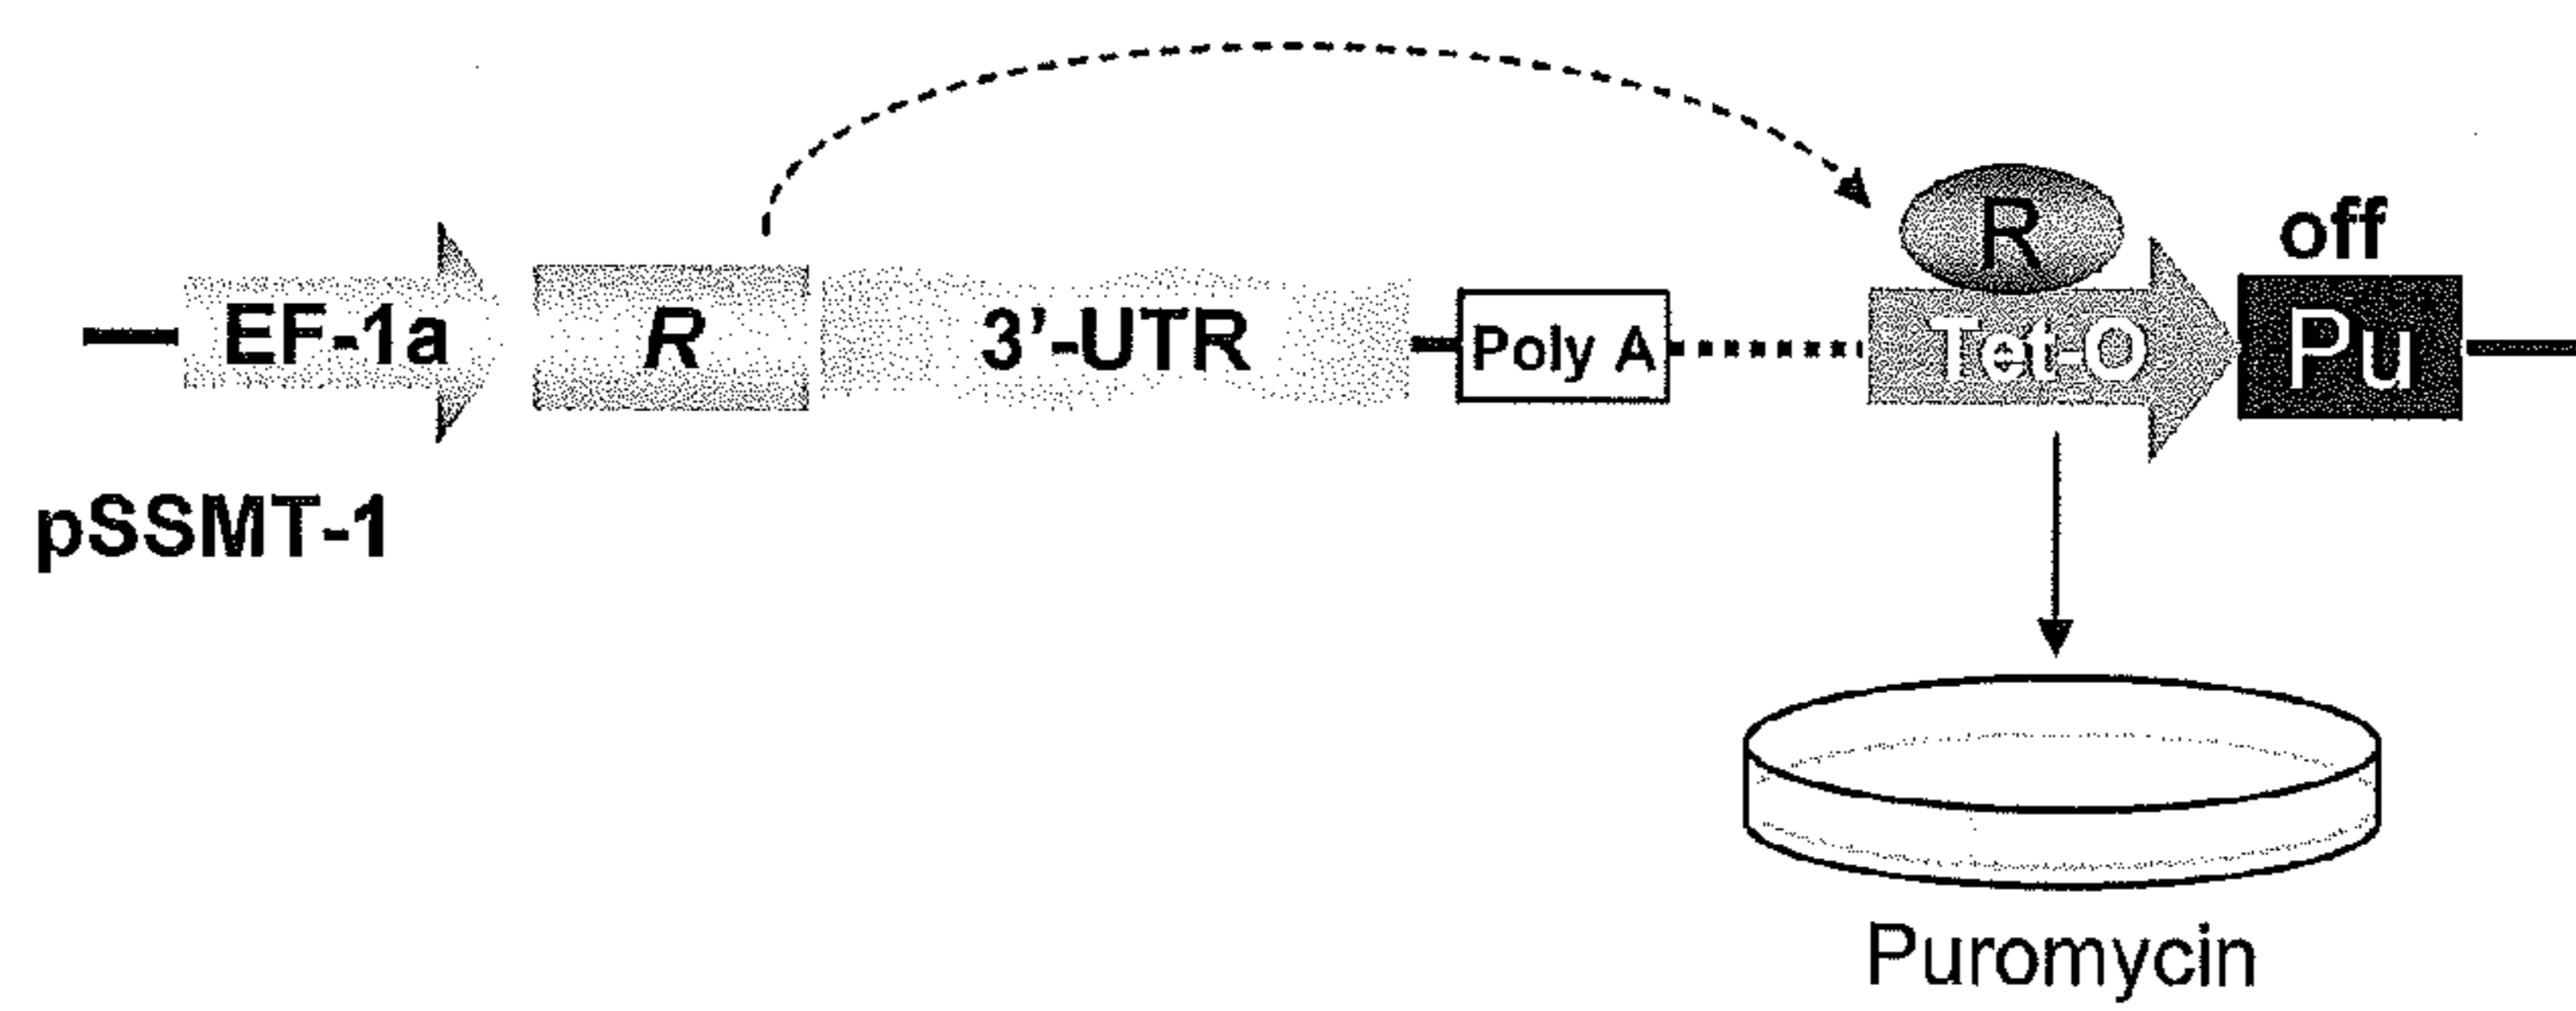 R
off
EF-1a
R
3'-UTR
Poly A
Tet-O
Pu
pSSMT-1
Puromycin